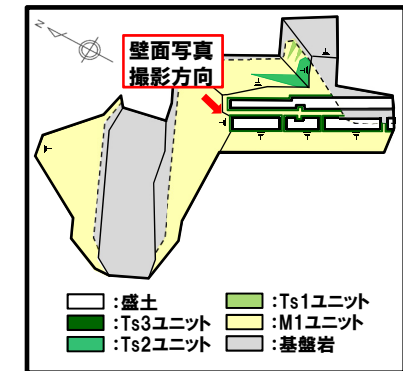 N
壁面写真
撮影方向
:盛土
:Ts1ユニット
:Ts3ユニット
:M1ユニット
:Ts2ユニット
:基盤岩